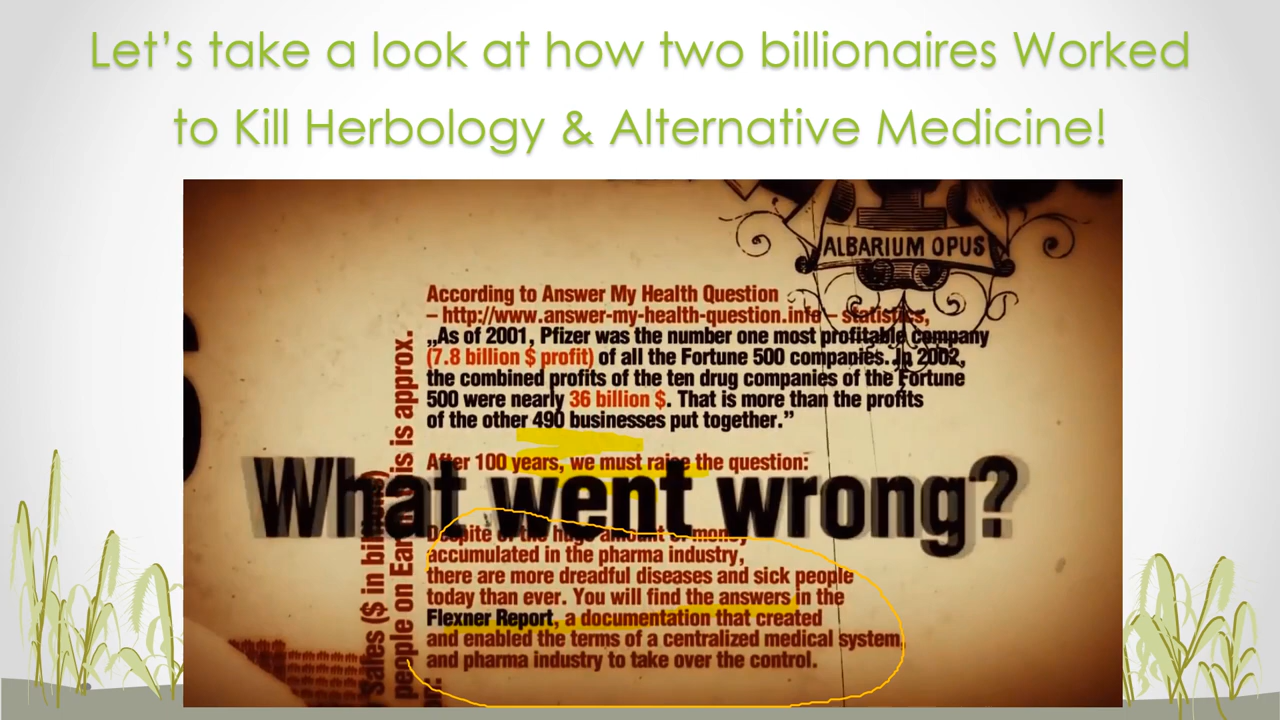 Let's take a look at how two billionaires Worked
to Kill Herbology & Alternative Medicine!
ALBARIUM OPUS
According to Answer My Health Question
– http://www.answer-my-health-question.info – statistics,
„As of 2001, Pfizer was the number one most profitable company
(7.8 billion $ profit) of all the Fortune 500 companies. In 2002,
the combined profits of the ten drug companies of the Fortune
500 were nearly 36 billion $. That is more than the profits
of the other 490 businesses put together.”
After 100 years, we must raise the question:
What went wrong?
Despite of the huge amount of money
accumulated in the pharma industry,
there are more dreadful diseases and sick people
today than ever. You will find the answers in the
Flexner Report, a documentation that created
and enabled the terms of a centralized medical system,
and pharma industry to take over the control.
Sales ($ in billions)
people on Earth is approx.